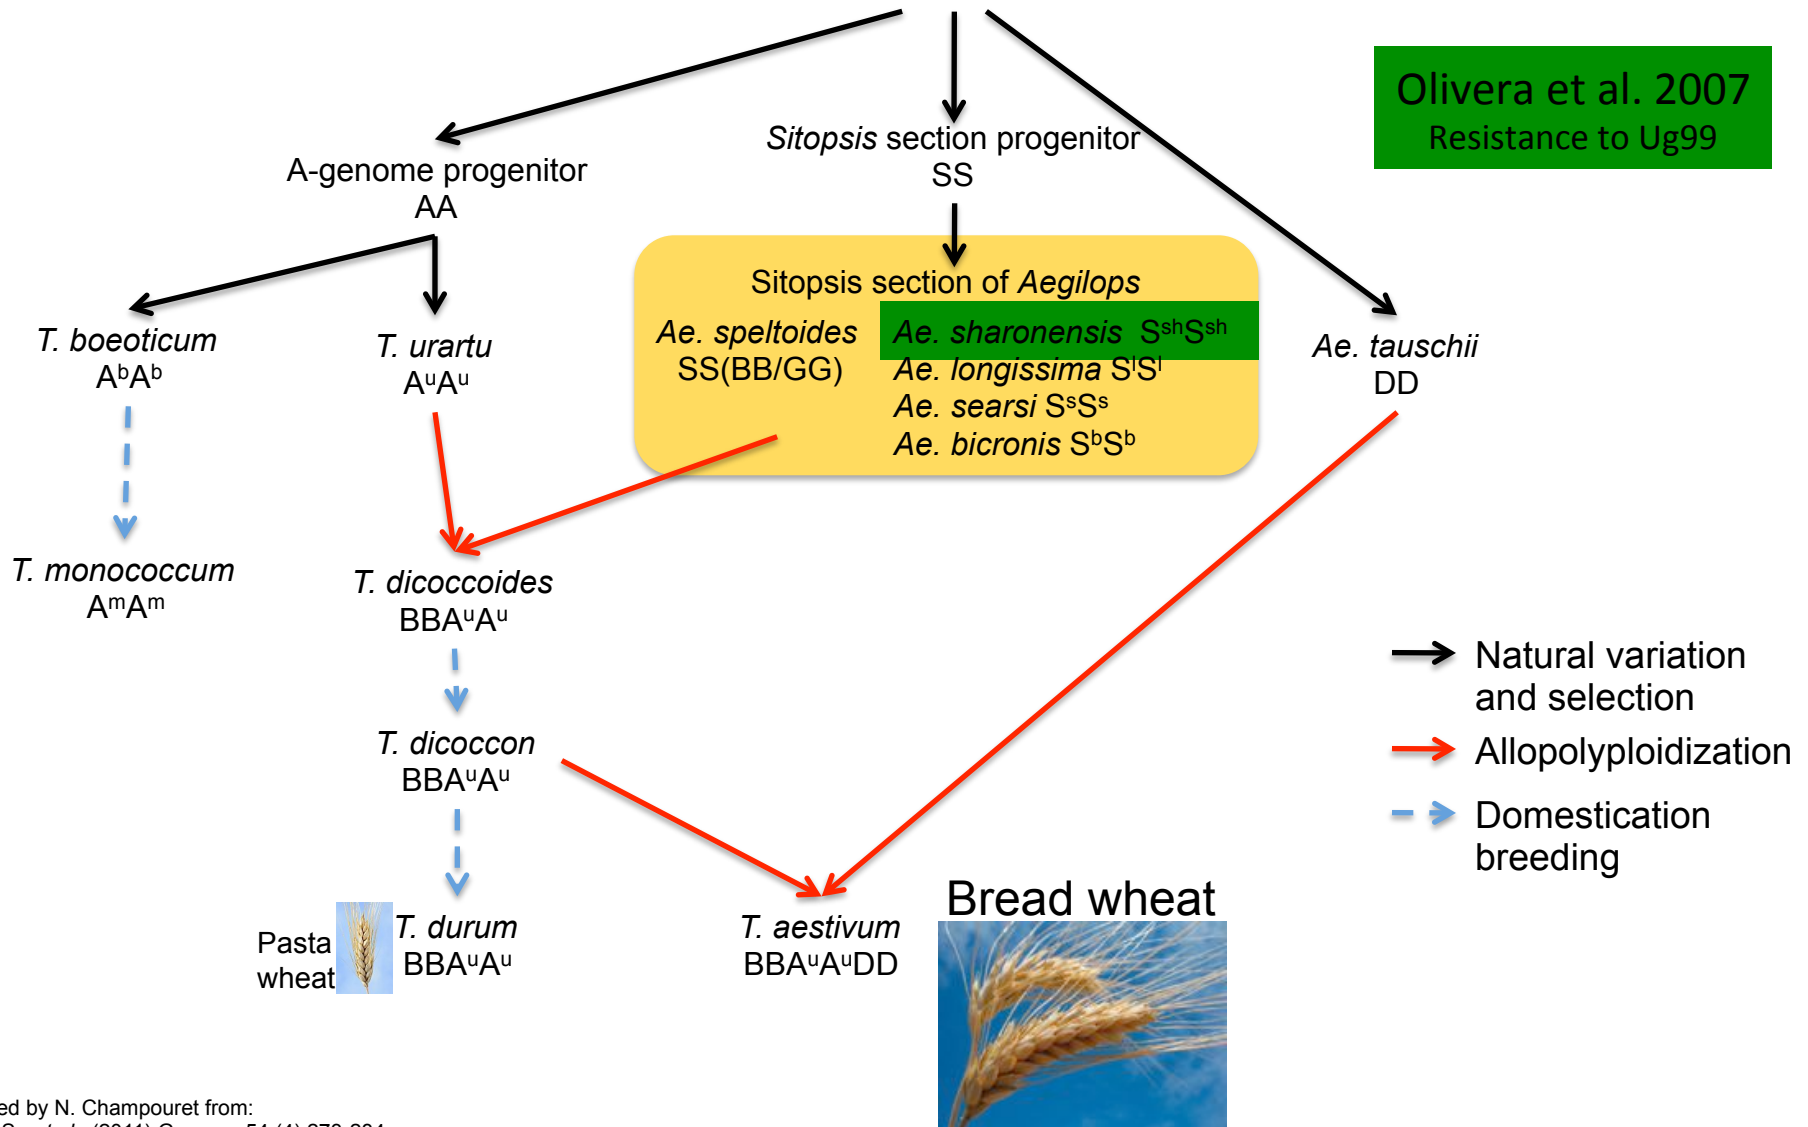 Olivera et al. 2007
Resistance to Ug99
Sitopsis section progenitor
SS
A-genome progenitor
AA
Sitopsis section of Aegilops
Ae. speltoides
SS(BB/GG)
Ae. sharonensis SshSsh
Ae. longissima SlSl
Ae. searsi SsSs
Ae. bicronis SbSb
T. boeoticum
AbAb
T. urartu
AuAu
Ae. tauschii
DD
T. monococcum
AmAm
T. dicoccoides
BBAuAu
T. dicoccon
BBAuAu
Natural variation
and selection
Allopolyploidization
Domestication
breeding
Pasta
wheat
T. durum
BBAuAu
T. aestivum
BBAuAuDD
Bread wheat
by N. Champouret from:
(2011)